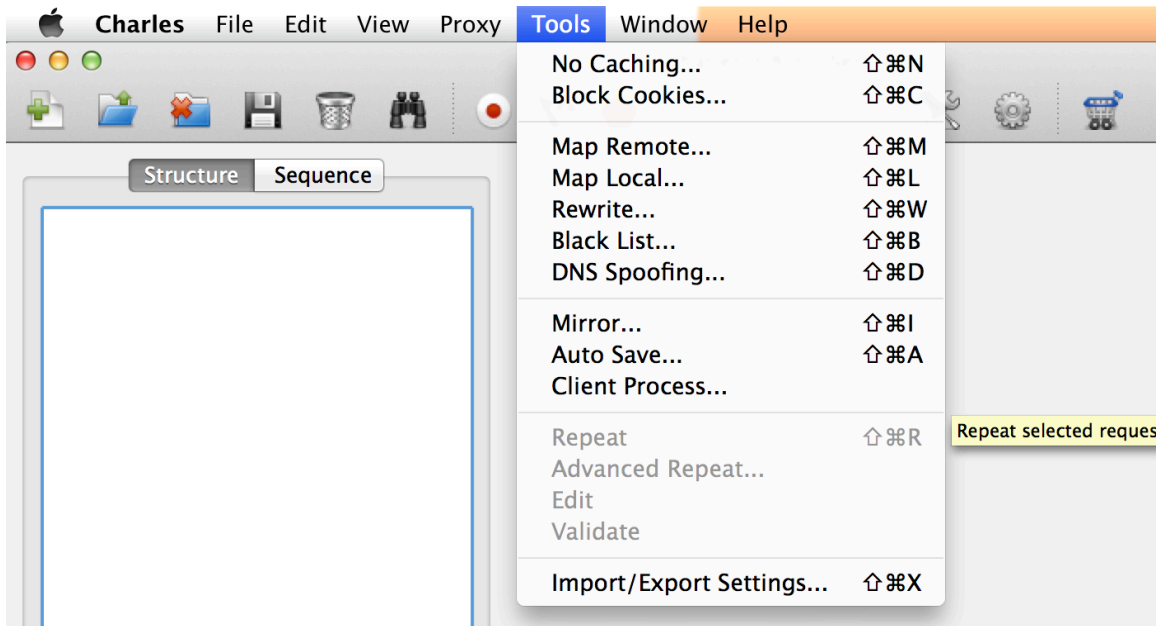 Charles File Edit View Proxy Tools Window Help
No Caching... ⇧⌘N
Block Cookies... ⇧⌘C
Map Remote... ⇧⌘M
Structure Sequence
Map Local... ⇧⌘L
Rewrite... ⇧⌘W
Black List... ⇧⌘B
DNS Spoofing... ⇧⌘D
Mirror... ⇧⌘I
Auto Save... ⇧⌘A
Client Process...
Repeat ⇧⌘R
Repeat selected reques
Advanced Repeat...
Edit
Validate
Import/Export Settings... ⇧⌘X